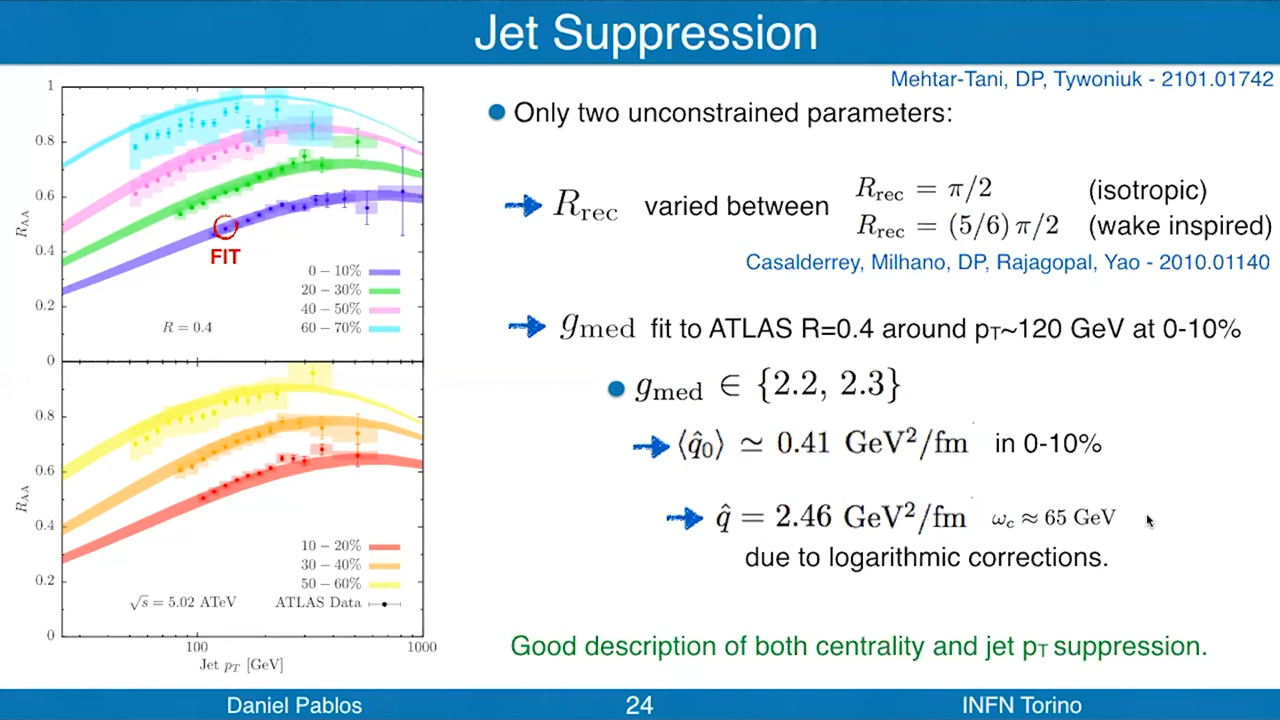 Jet Suppression
Mehtar-Tani, DP, Tywoniuk - 2101.01742
Only two unconstrained parameters:
R_rec varied between R_rec = π/2 (isotropic)
R_rec = (5/6) π/2 (wake inspired)
Casalderrey, Milhano, DP, Rajagopal, Yao - 2010.01140
g_med fit to ATLAS R=0.4 around p_T~120 GeV at 0-10%
g_med ∈ {2.2, 2.3}
⟨q̂₀⟩ ≃ 0.41 GeV²/fm in 0-10%
q̂ = 2.46 GeV²/fm ω_c ≈ 65 GeV
due to logarithmic corrections.
Good description of both centrality and jet p_T suppression.
1
0.8
0.6
0.4
0.2
0
R_AA
FIT
0 − 10%
20 − 30%
40 − 50%
60 − 70%
R = 0.4
0.8
0.6
0.4
0.2
0
R_AA
10 − 20%
30 − 40%
50 − 60%
√s = 5.02 ATeV
ATLAS Data
100
1000
Jet p_T [GeV]
Daniel Pablos
24
INFN Torino